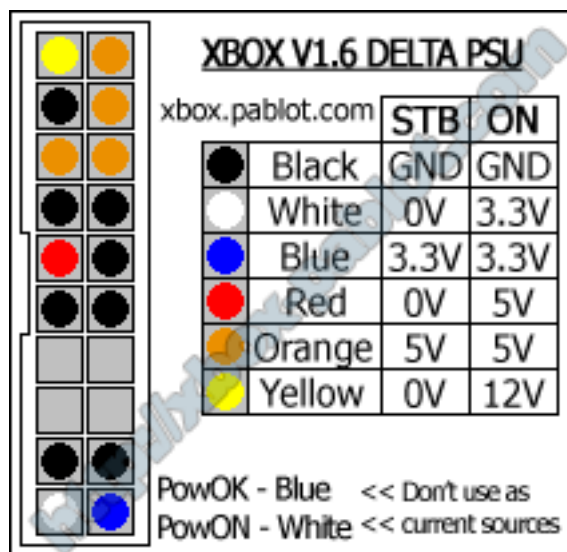 XBOX V1.6 DELTA PSU
xbox.pablot.com STB ON
Black GND GND
White 0V 3.3V
Blue 3.3V 3.3V
Red 0V 5V
Orange 5V 5V
Yellow 0V 12V
PowOK - Blue << Don't use as
PowON - White << current sources